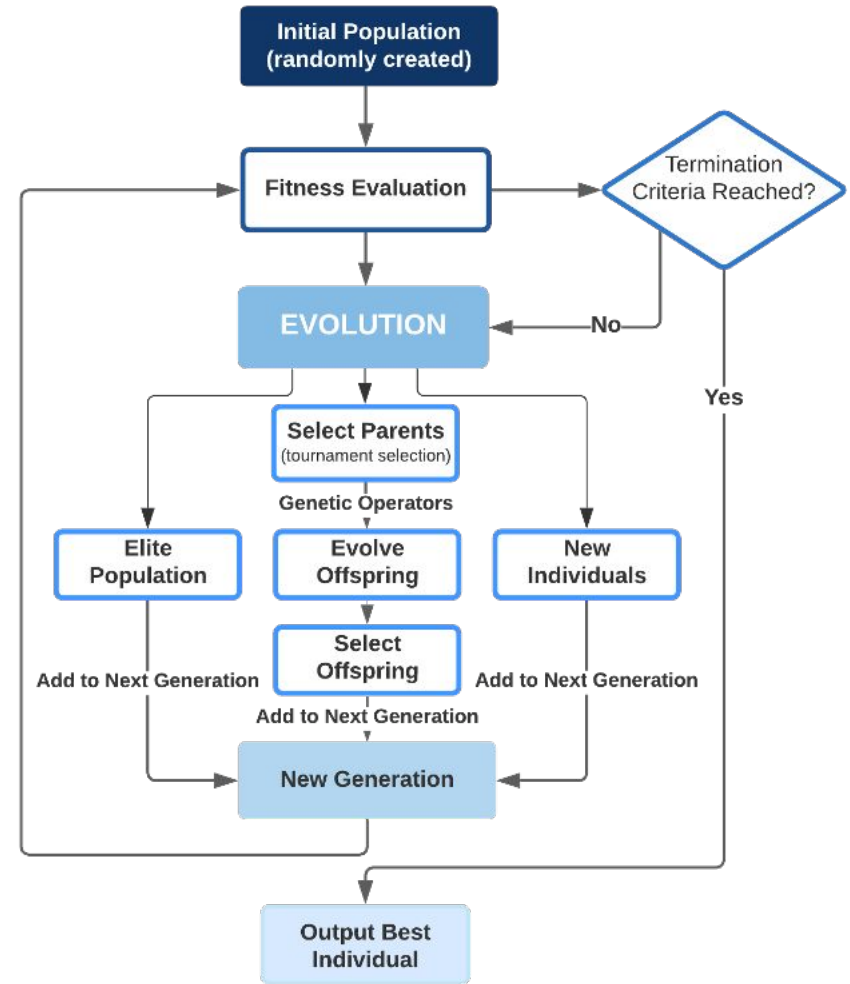 Initial Population
(randomly created)
Fitness Evaluation
Termination
Criteria Reached?
EVOLUTION
No
Yes
Select Parents
(tournament selection)
Genetic Operators
Elite
Population
Evolve
Offspring
New
Individuals
Select
Offspring
Add to Next Generation
Add to Next Generation
Add to Next Generation
New Generation
Output Best
Individual